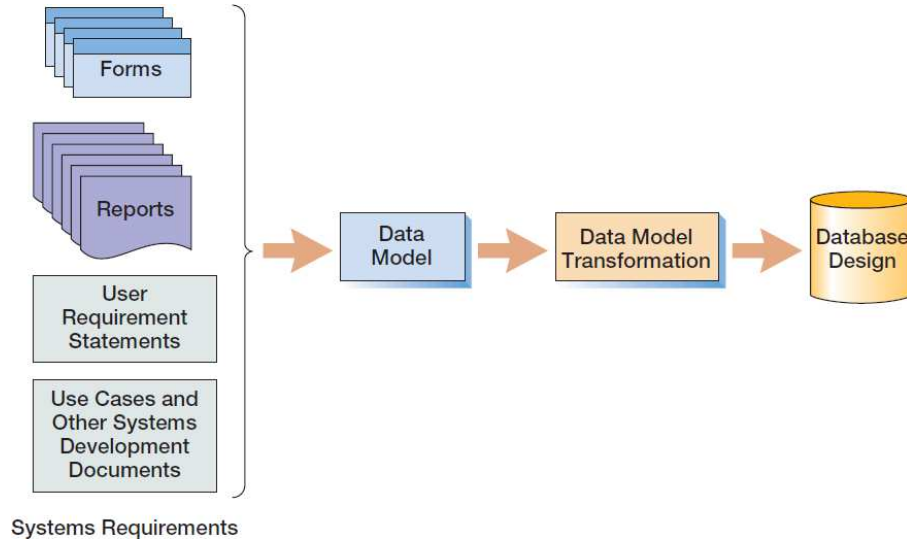 Forms
Reports
User
Requirement
Statements
Use Cases and
Other Systems
Development
Documents
Systems Requirements
Data
Model
Data Model
Transformation
Database
Design